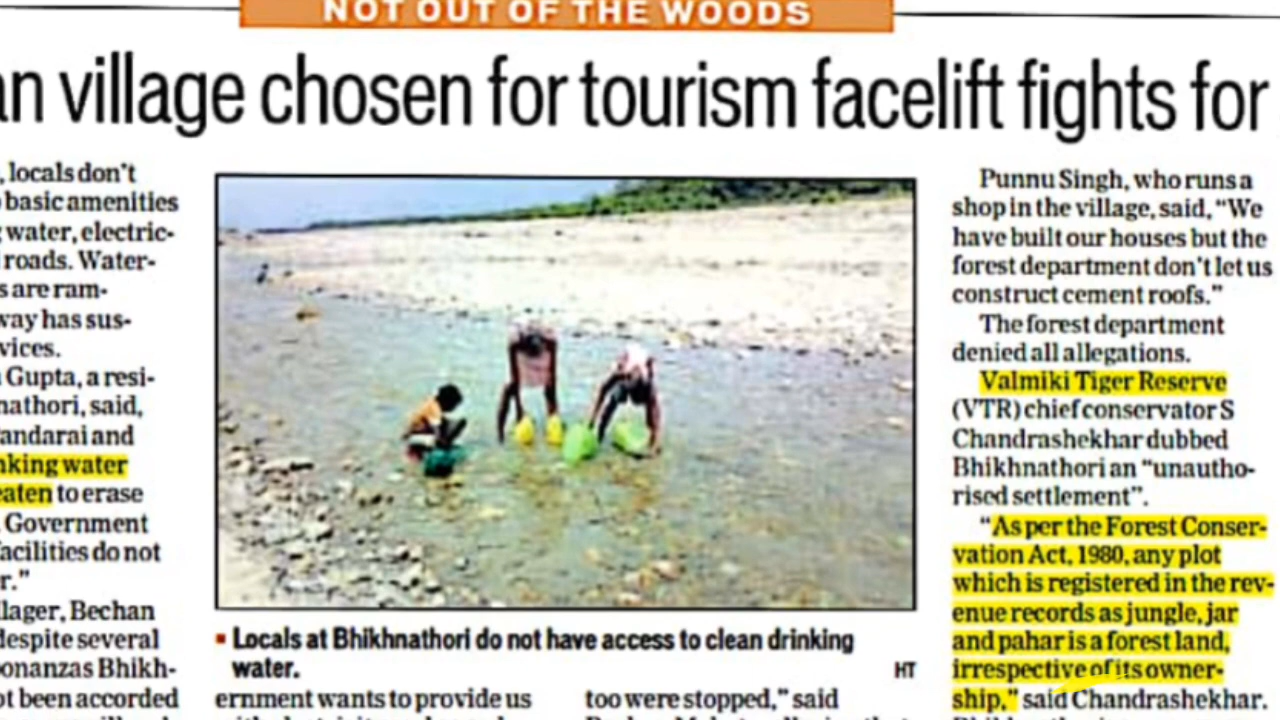 NOT OUT OF THE WOODS
an village chosen for tourism facelift fights for
, locals don't
basic amenities
water, electric-
roads. Water-
s are ram-
way has sus-
vices.
Gupta, a resi-
nathori, said,
andarai and
nking water
eaten to erase
Government
facilities do not
r."
llager, Bechan
despite several
onanzas Bhikh-
ot been accorded
▪ Locals at Bhikhnathori do not have access to clean drinking
water.
HT
ernment wants to provide us
too were stopped," said
Punnu Singh, who runs a
shop in the village, said, "We
have built our houses but the
forest department don't let us
construct cement roofs."
The forest department
denied all allegations.
Valmiki Tiger Reserve
(VTR) chief conservator S
Chandrashekhar dubbed
Bhikhnathori an "unautho-
rised settlement".
"As per the Forest Conser-
vation Act, 1980, any plot
which is registered in the rev-
enue records as jungle, jar
and pahar is a forest land,
irrespective of its owner-
ship," said Chandrashekhar.